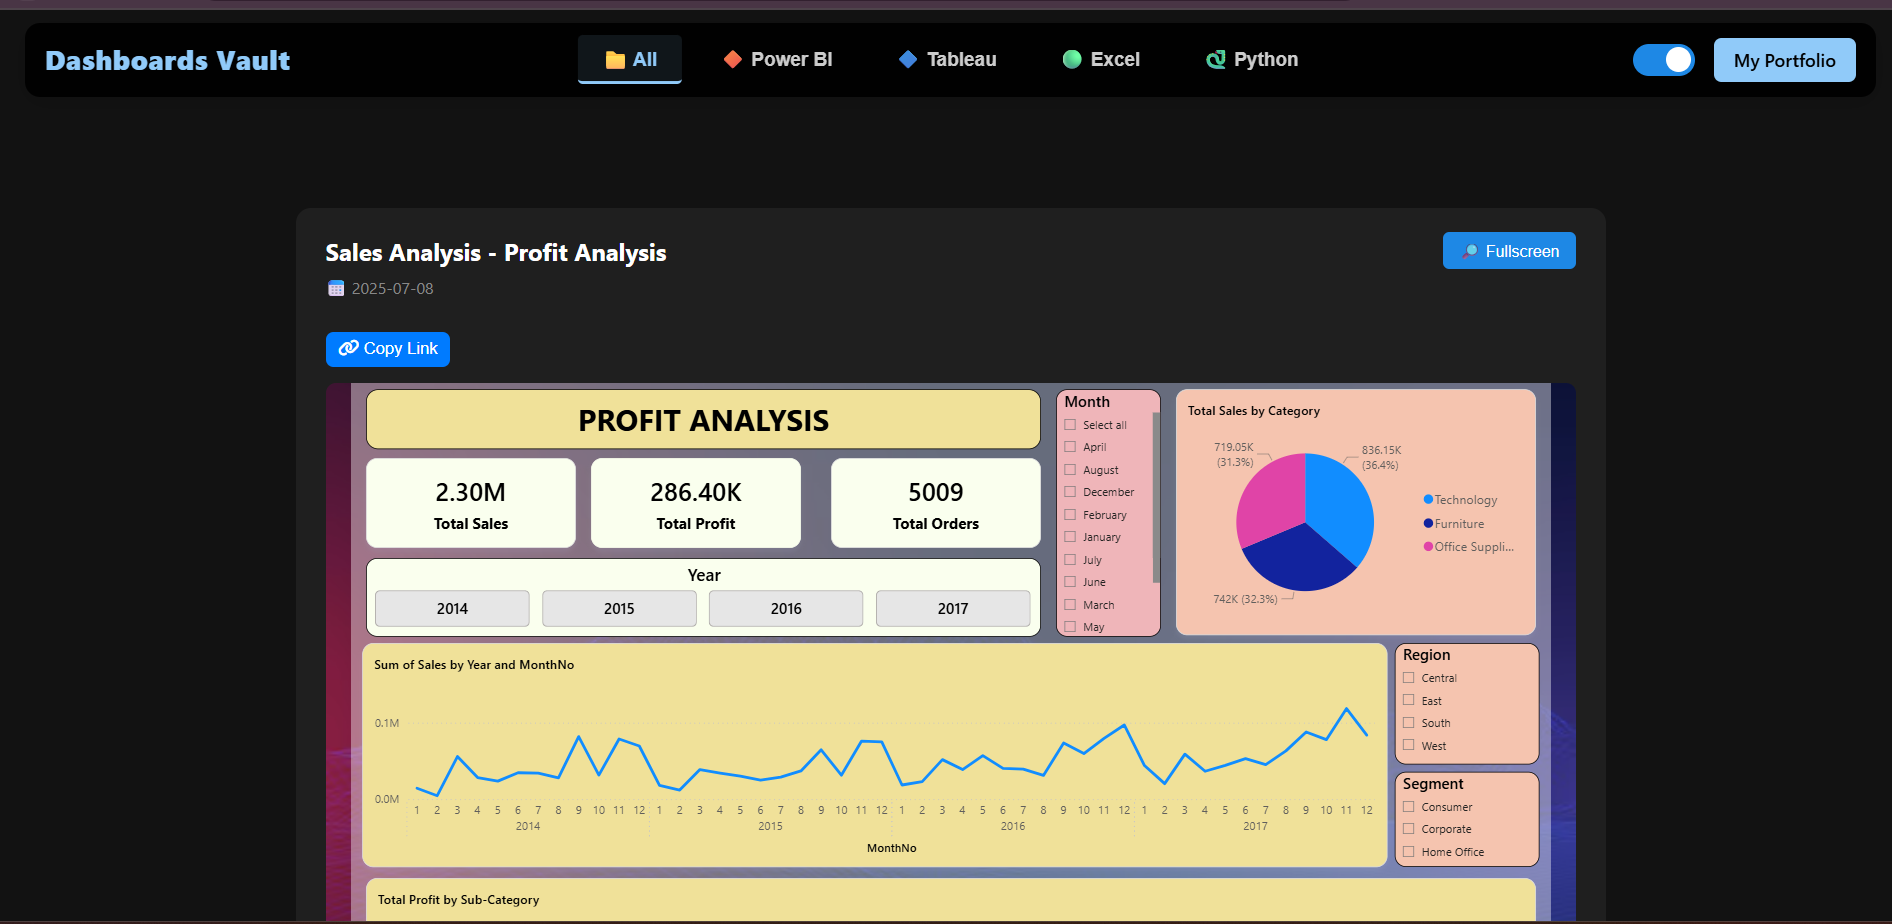 Dashboards Vault
All
Power BI
Tableau
Excel
Python
My Portfolio
Sales Analysis - Profit Analysis
Fullscreen
2025-07-08
Copy Link
PROFIT ANALYSIS
2.30M
Total Sales
286.40K
Total Profit
5009
Total Orders
Year
2014
2015
2016
2017
Month
Select all
April
August
December
February
January
July
June
March
May
Total Sales by Category
719.05K
(31.3%)
836.15K
(36.4%)
742K (32.3%)
Technology
Furniture
Office Suppli...
Sum of Sales by Year and MonthNo
0.1M
0.0M
1 2 3 4 5 6 7 8 9 10 11 12 1 2 3 4 5 6 7 8 9 10 11 12 1 2 3 4 5 6 7 8 9 10 11 12 1 2 3 4 5 6 7 8 9 10 11 12
2014 2015 2016 2017
MonthNo
Region
Central
East
South
West
Segment
Consumer
Corporate
Home Office
Total Profit by Sub-Category